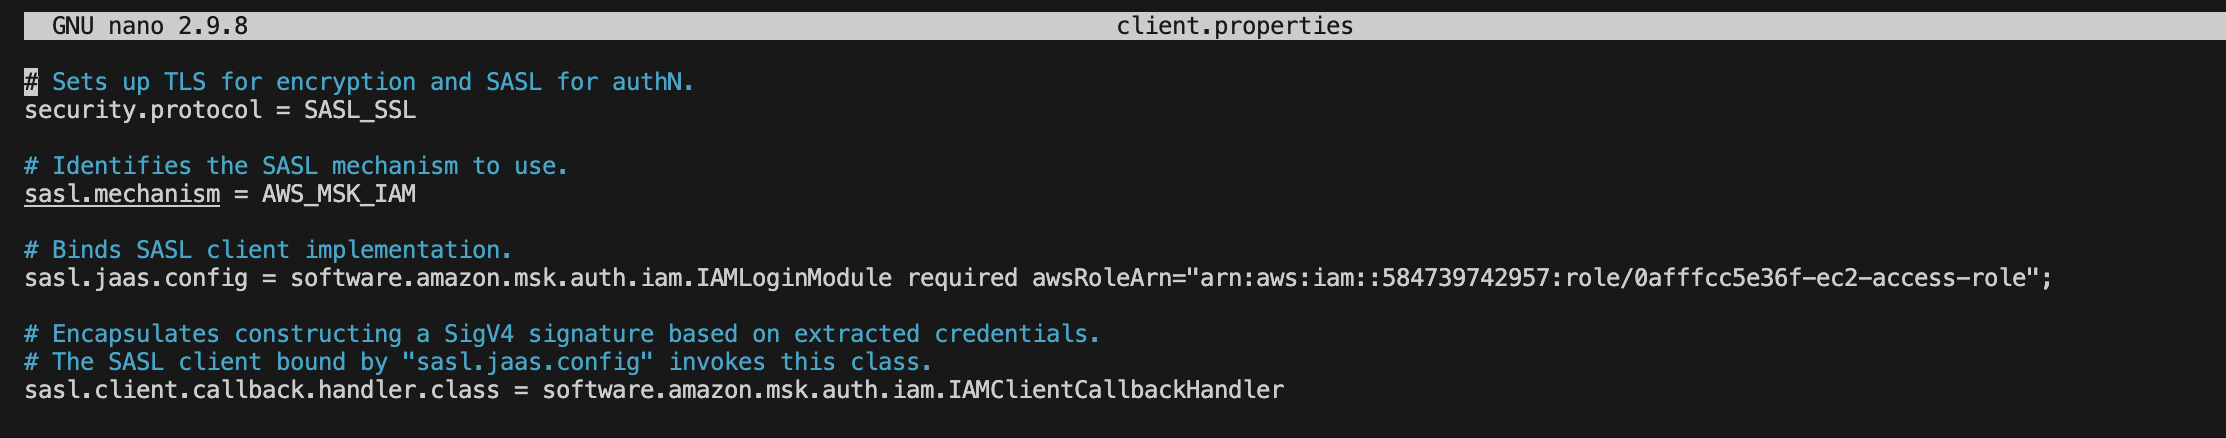 GNU nano 2.9.8 client.properties
# Sets up TLS for encryption and SASL for authN.
security.protocol = SASL_SSL
# Identifies the SASL mechanism to use.
sasl.mechanism = AWS_MSK_IAM
# Binds SASL client implementation.
sasl.jaas.config = software.amazon.msk.auth.iam.IAMLoginModule required awsRoleArn="arn:aws:iam::584739742957:role/0afffcc5e36f-ec2-access-role";
# Encapsulates constructing a SigV4 signature based on extracted credentials.
# The SASL client bound by "sasl.jaas.config" invokes this class.
sasl.client.callback.handler.class = software.amazon.msk.auth.iam.IAMClientCallbackHandler